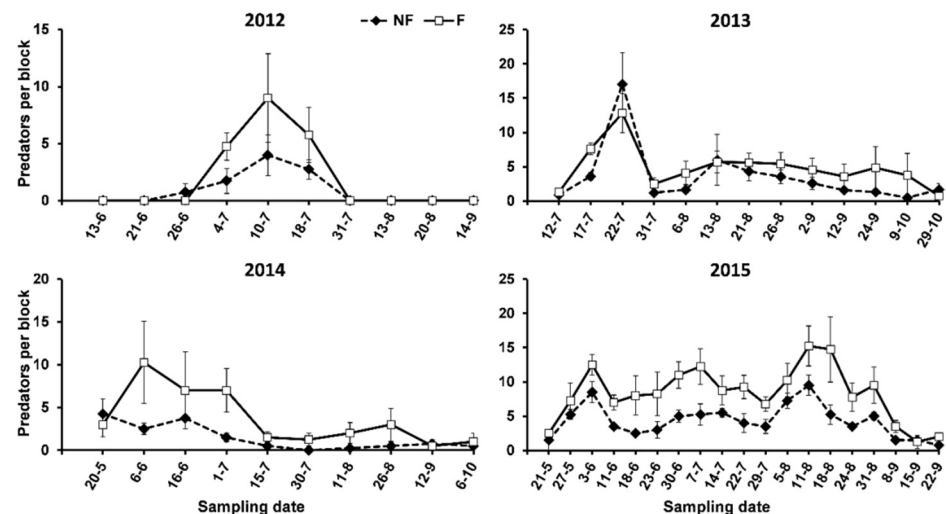 2012
NF F
Predators per block
15
10
5
0
13-6 21-6 26-6 4-7 10-7 18-7 31-7 13-8 20-8 14-9
2013
25
20
15
10
5
0
12-7 17-7 22-7 31-7 6-8 13-8 21-8 26-8 2-9 12-9 24-9 9-10 29-10
2014
Predators per block
20
15
10
5
0
20-5 6-6 16-6 1-7 15-7 30-7 11-8 26-8 12-9 6-10
Sampling date
2015
25
20
15
10
5
0
21-5 27-5 3-6 11-6 18-6 23-6 30-6 7-7 14-7 22-7 29-7 5-8 11-8 18-8 24-8 31-8 8-9 15-9 22-9
Sampling date